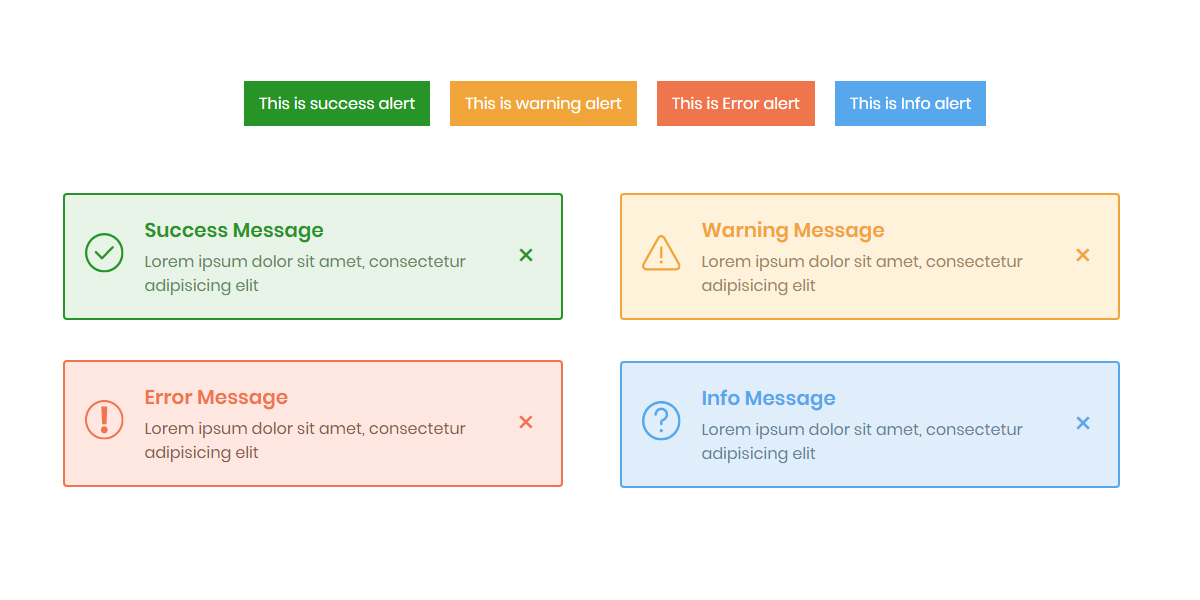 This is success alert
This is warning alert
This is Error alert
This is Info alert
Success Message
Lorem ipsum dolor sit amet, consectetur
adipisicing elit
Warning Message
Lorem ipsum dolor sit amet, consectetur
adipisicing elit
Error Message
Lorem ipsum dolor sit amet, consectetur
adipisicing elit
Info Message
Lorem ipsum dolor sit amet, consectetur
adipisicing elit